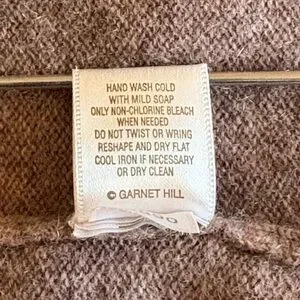 HAND WASH COLD
WITH MILD SOAP
ONLY NON-CHLORINE BLEACH
WHEN NEEDED
DO NOT TWIST OR WRING
RESHAPE AND DRY FLAT
COOL IRON IF NECESSARY
OR DRY CLEAN
© GARNET HILL